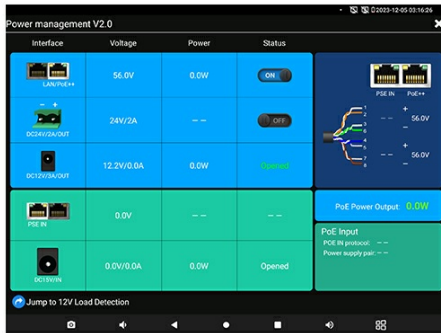 2023-12-05 03:16:26
Power management V2.0
Interface Voltage Power Status
LAN/PoE++ 56.0V 0.0W ON
DC24V/2A/OUT 24V/2A -- OFF
DC12V/3A/OUT 12.2V/0.0A 0.0W Opened
PSE IN 0.0V -- --
DC15V/IN 0.0V/0.0A 0.0W Opened
PSE IN PoE++
1
2
3
6
-- +
56.0V
-
4
5
7
8
-- +
56.0V
-
PoE Power Output: 0.0W
PoE Input
PoE IN protocol: --
Power supply pair: --
Jump to 12V Load Detection